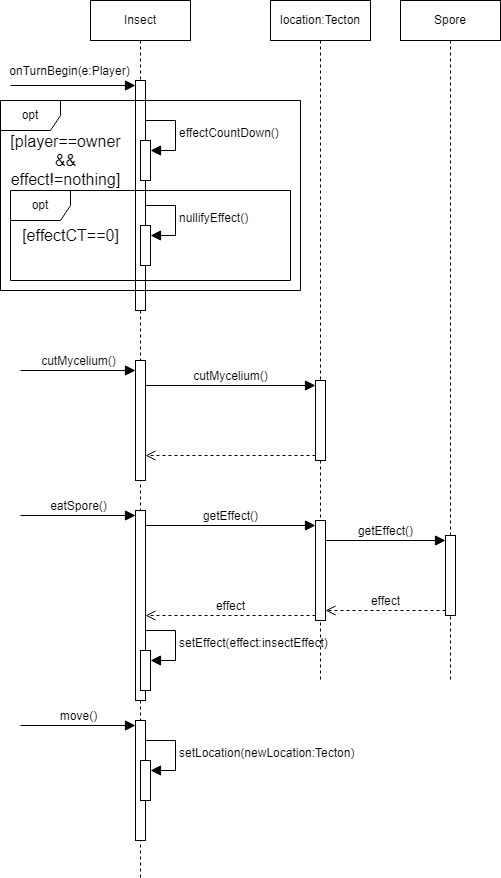 Insect
location:Tecton
Spore
onTurnBegin(e:Player)
opt
effectCountDown()
[player==owner
&&
effect!=nothing]
opt
nullifyEffect()
[effectCT==0]
cutMycelium()
cutMycelium()
eatSpore()
getEffect()
getEffect()
effect
effect
setEffect(effect:insectEffect)
move()
setLocation(newLocation:Tecton)